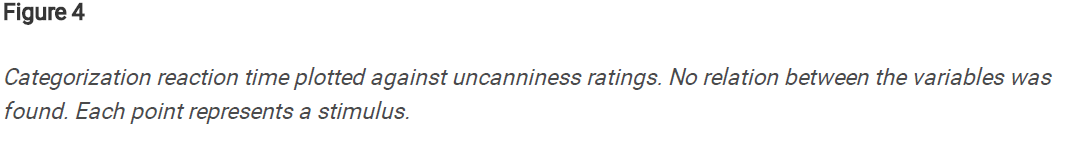 Figure 4
Categorization reaction time plotted against uncanniness ratings. No relation between the variables was
found. Each point represents a stimulus.